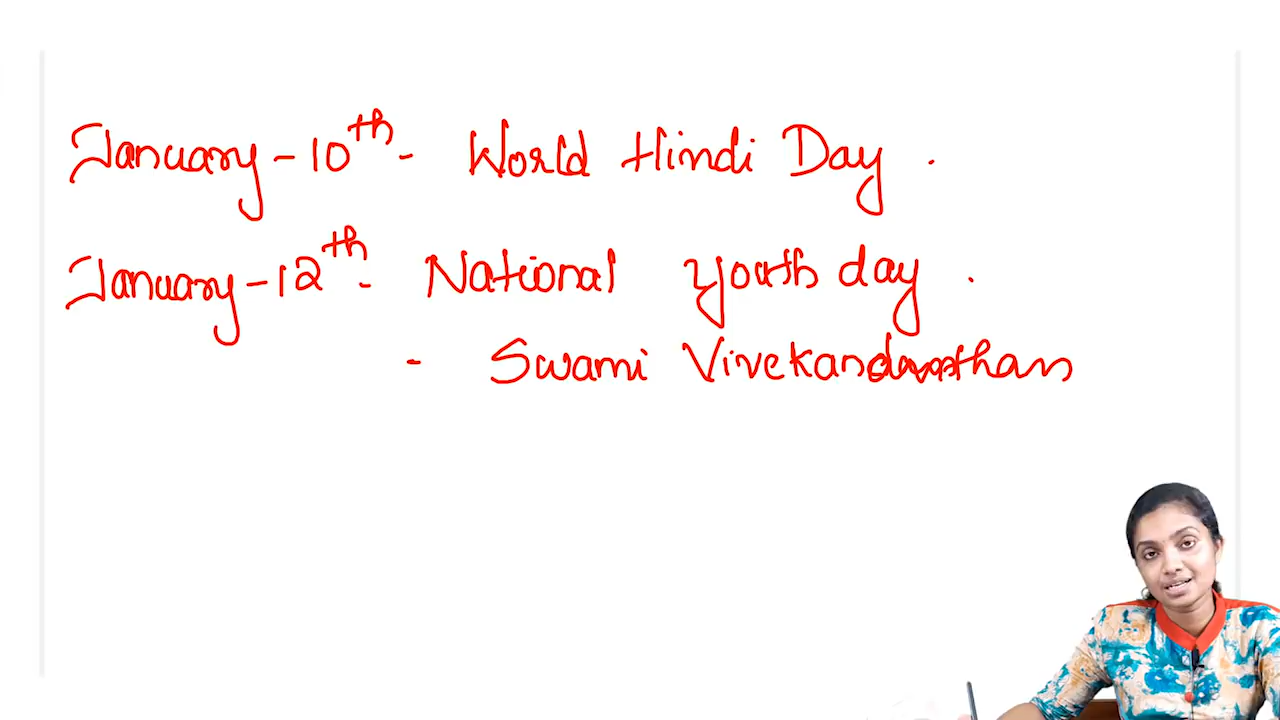 January - 10th - World Hindi Day .
January - 12th - National youth day .
- Swami